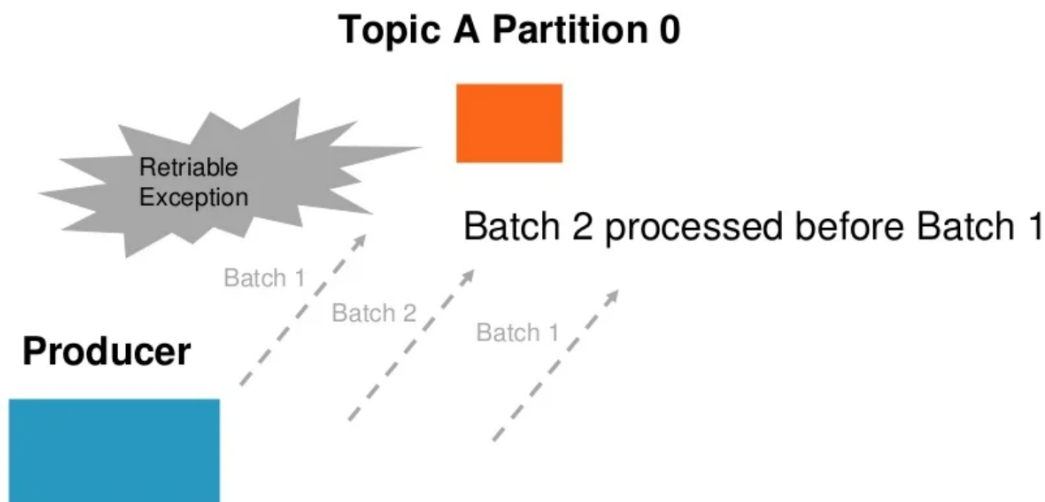 Topic A Partition 0
Retriable
Exception
Batch 2 processed before Batch 1
Batch 1
Batch 2
Batch 1
Producer